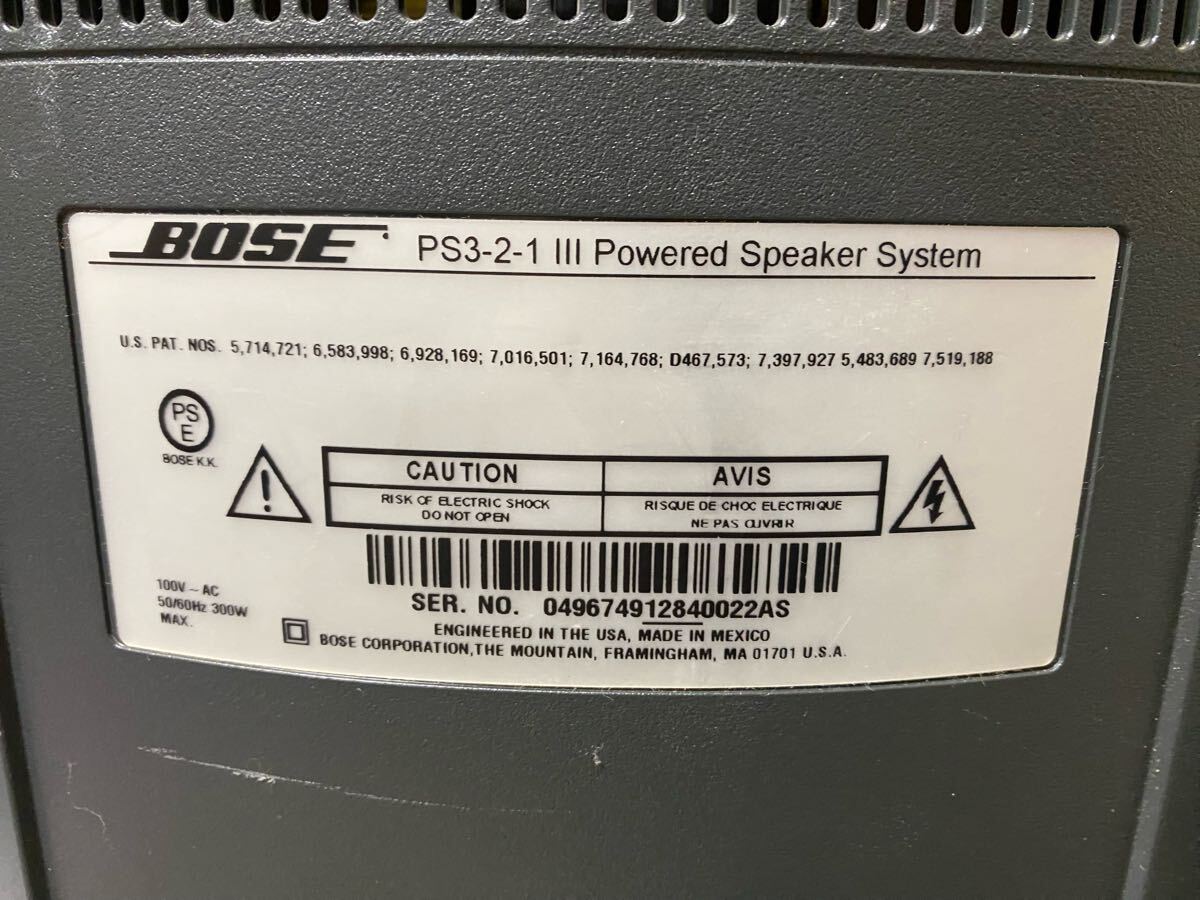 BOSE PS3-2-1 III Powered Speaker System
U.S. PAT. NOS. 5,714,721; 6,583,998; 6,928,169; 7,016,501; 7,164,768; D467,573; 7,397,927 5,483,689 7,519,188
PS
E
BOSE K.K.
CAUTION
RISK OF ELECTRIC SHOCK
DO NOT OPEN
AVIS
RISQUE DE CHOC ELECTRIQUE
NE PAS OUVRIR
100V ~ AC
50/60Hz 300W
MAX.
SER. NO. 049674912840022AS
ENGINEERED IN THE USA, MADE IN MEXICO
BOSE CORPORATION,THE MOUNTAIN, FRAMINGHAM, MA 01701 U.S.A.